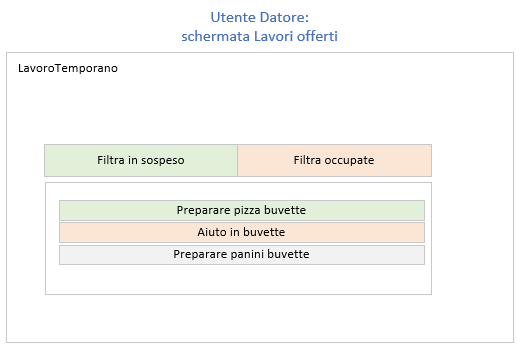 Utente Datore:
schermata Lavori offerti
LavoroTemporano
Filtra in sospeso
Filtra occupate
Preparare pizza buvette
Aiuto in buvette
Preparare panini buvette